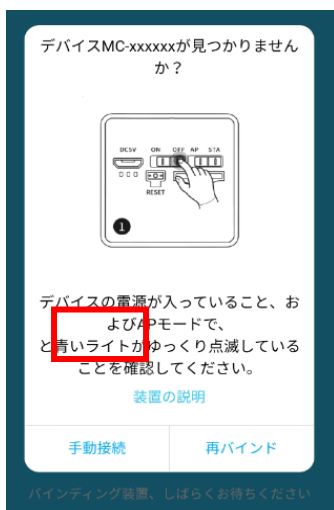 デバイスMC-xxxxxxが見つかりません
か？
DC5V ON OFF AP STA
RESET
1
デバイスの電源が入っていること、お
よびAPモードで、
と青いライトがゆっくり点滅している
ことを確認してください。
装置の説明
手動接続 再バインド
バインディング装置、しばらくお待ちください